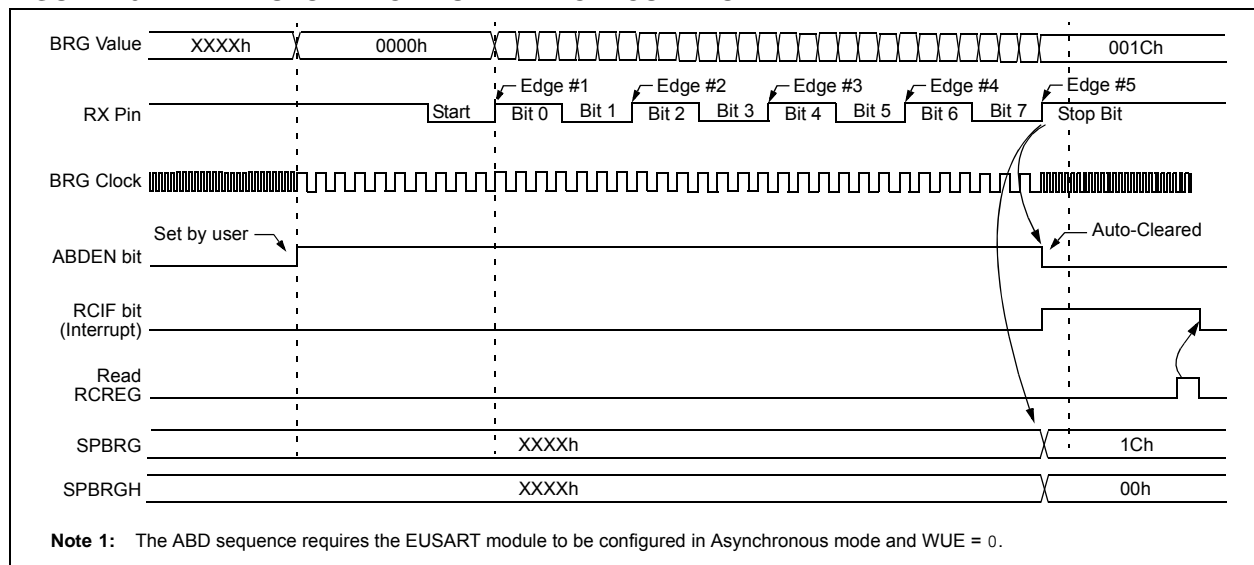 BRG Value XXXXh 0000h 001Ch
Edge #1 Edge #2 Edge #3 Edge #4 Edge #5
RX Pin Start Bit 0 Bit 1 Bit 2 Bit 3 Bit 4 Bit 5 Bit 6 Bit 7 Stop Bit
BRG Clock
Set by user Auto-Cleared
ABDEN bit
RCIF bit
(Interrupt)
Read
RCREG
SPBRG XXXXh 1Ch
SPBRGH XXXXh 00h
Note 1: The ABD sequence requires the EUSART module to be configured in Asynchronous mode and WUE = 0.